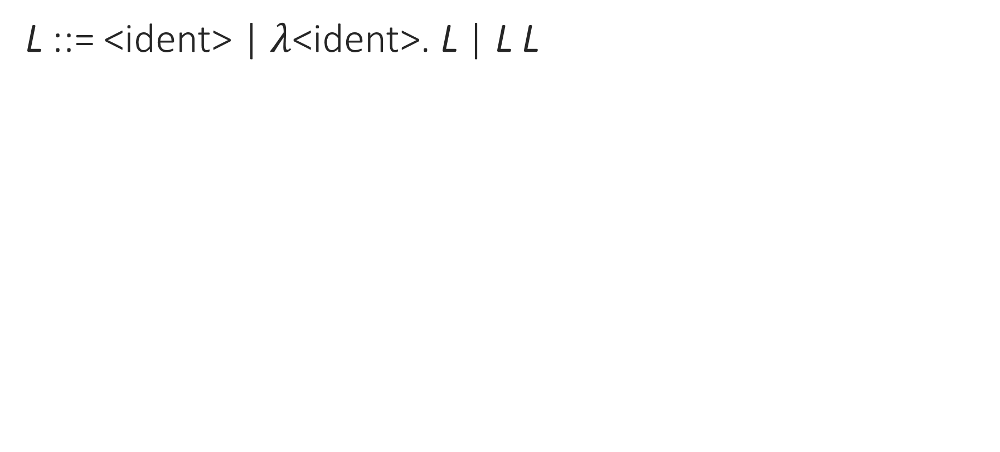 L ::= <ident> | λ<ident>. L | L L